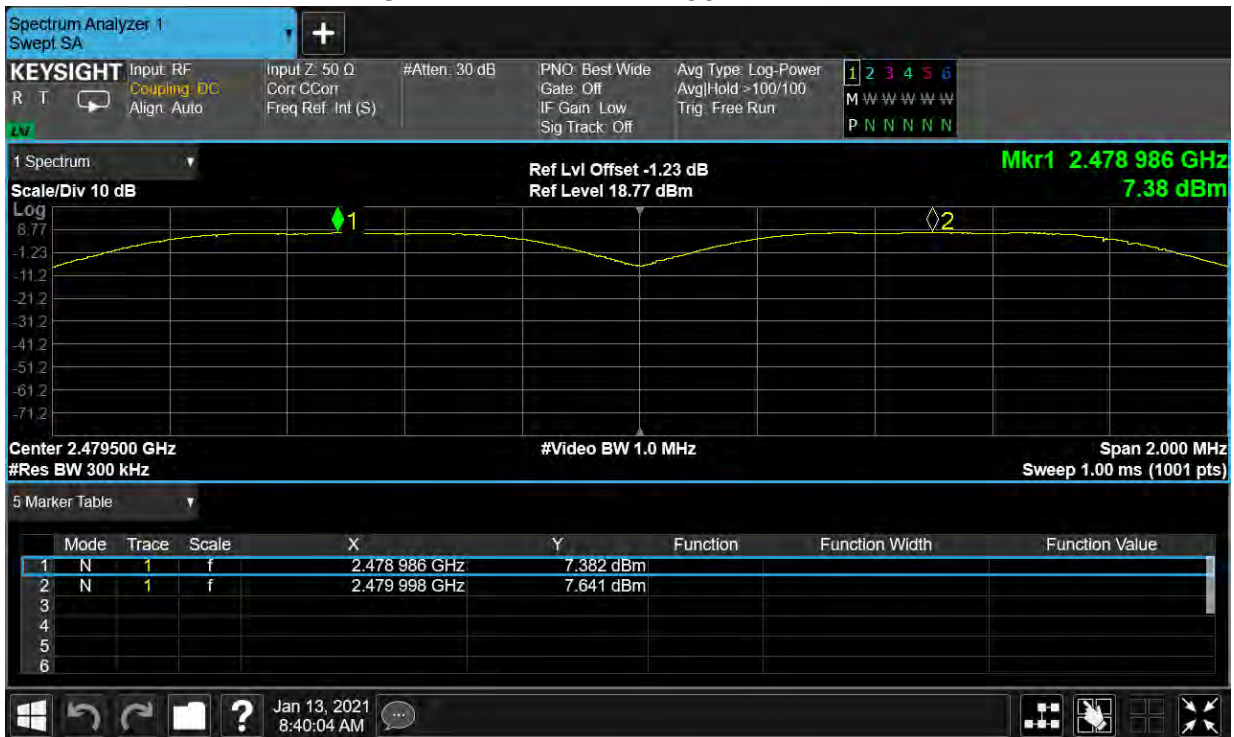 Spectrum Analyzer 1
Swept SA
+
KEYSIGHT Input: RF Input Z: 50 Ω #Atten: 30 dB PNO: Best Wide Avg Type: Log-Power 1 2 3 4 5 6
R T Coupling: DC Corr CCorr Gate: Off Avg|Hold >100/100 M W W W W W
Align: Auto Freq Ref: Int (S) IF Gain: Low Trig: Free Run
LXI Sig Track: Off P N N N N N
1 Spectrum Ref Lvl Offset -1.23 dB Mkr1 2.478 986 GHz
Scale/Div 10 dB Ref Level 18.77 dBm 7.38 dBm
Log
1 2
8.77
-1.23
-11.2
-21.2
-31.2
-41.2
-51.2
-61.2
-71.2
Center 2.479500 GHz #Video BW 1.0 MHz Span 2.000 MHz
#Res BW 300 kHz Sweep 1.00 ms (1001 pts)
5 Marker Table
Mode Trace Scale X Y Function Function Width Function Value
1 N 1 f 2.478 986 GHz 7.382 dBm
2 N 1 f 2.479 998 GHz 7.641 dBm
3
4
5
6
? Jan 13, 2021
8:40:04 AM